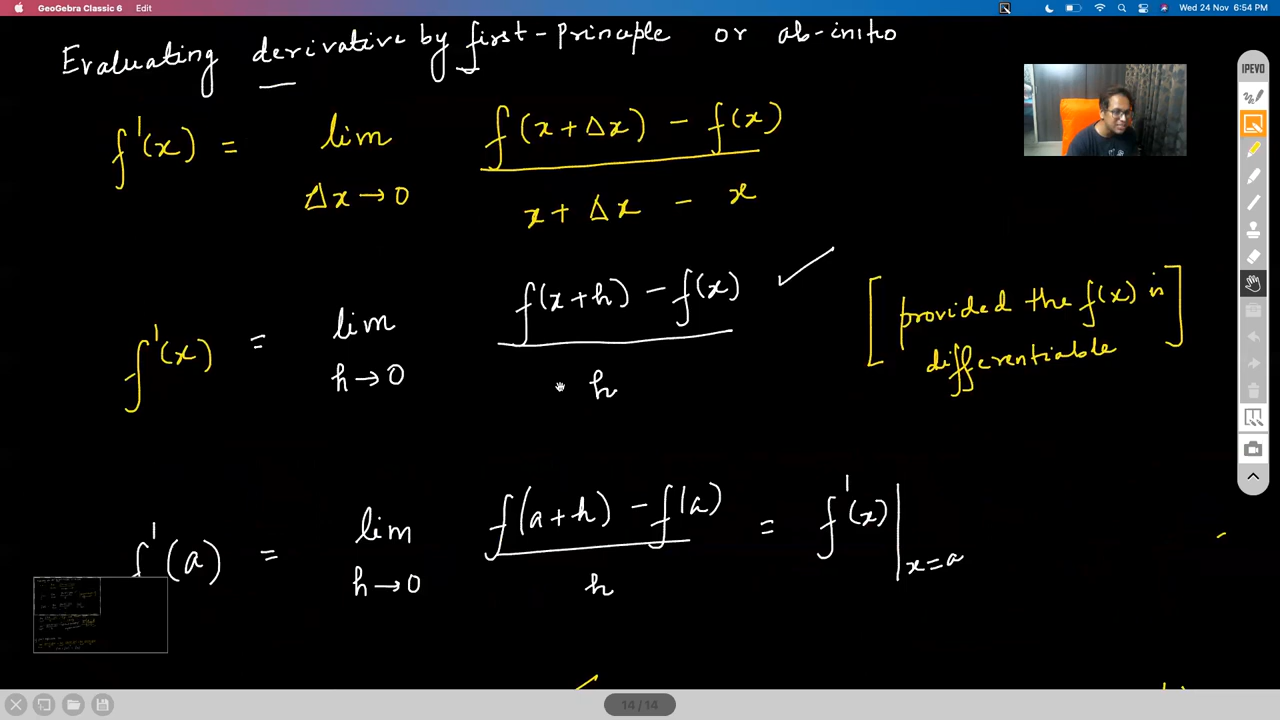 GeoGebra Classic 6 Edit Wed 24 Nov 6:54 PM
Evaluating derivative by first-Principle or ab-initio
IPEVO
f'(x) = lim Δx→0 f(x+Δx) − f(x) / x+Δx − x
f'(x) = lim h→0 f(x+h) − f(x) / h ✓ [provided the f(x) is
differentiable]
f'(a) = lim h→0 f(a+h) − f(a) / h = f'(x)|x=a
14 / 14